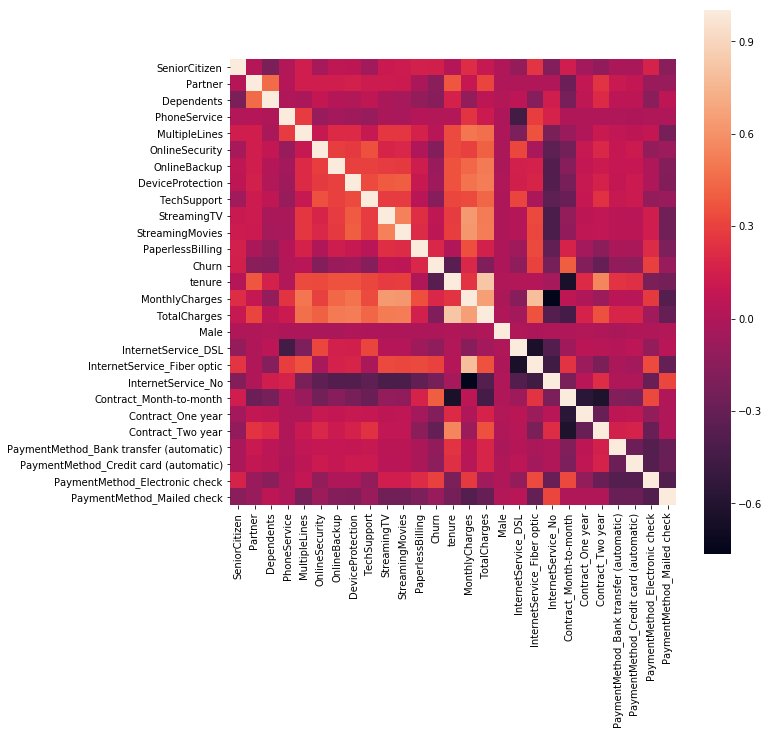 SeniorCitizen
Partner
Dependents
PhoneService
MultipleLines
OnlineSecurity
OnlineBackup
DeviceProtection
TechSupport
StreamingTV
StreamingMovies
PaperlessBilling
Churn
tenure
MonthlyCharges
TotalCharges
Male
InternetService_DSL
InternetService_Fiber optic
InternetService_No
Contract_Month-to-month
Contract_One year
Contract_Two year
PaymentMethod_Bank transfer (automatic)
PaymentMethod_Credit card (automatic)
PaymentMethod_Electronic check
PaymentMethod_Mailed check
SeniorCitizen
Partner
Dependents
PhoneService
MultipleLines
OnlineSecurity
OnlineBackup
DeviceProtection
TechSupport
StreamingTV
StreamingMovies
PaperlessBilling
Churn
tenure
MonthlyCharges
TotalCharges
Male
InternetService_DSL
InternetService_Fiber optic
InternetService_No
Contract_Month-to-month
Contract_One year
Contract_Two year
PaymentMethod_Bank transfer (automatic)
PaymentMethod_Credit card (automatic)
PaymentMethod_Electronic check
PaymentMethod_Mailed check
0.9
0.6
0.3
0.0
−0.3
−0.6